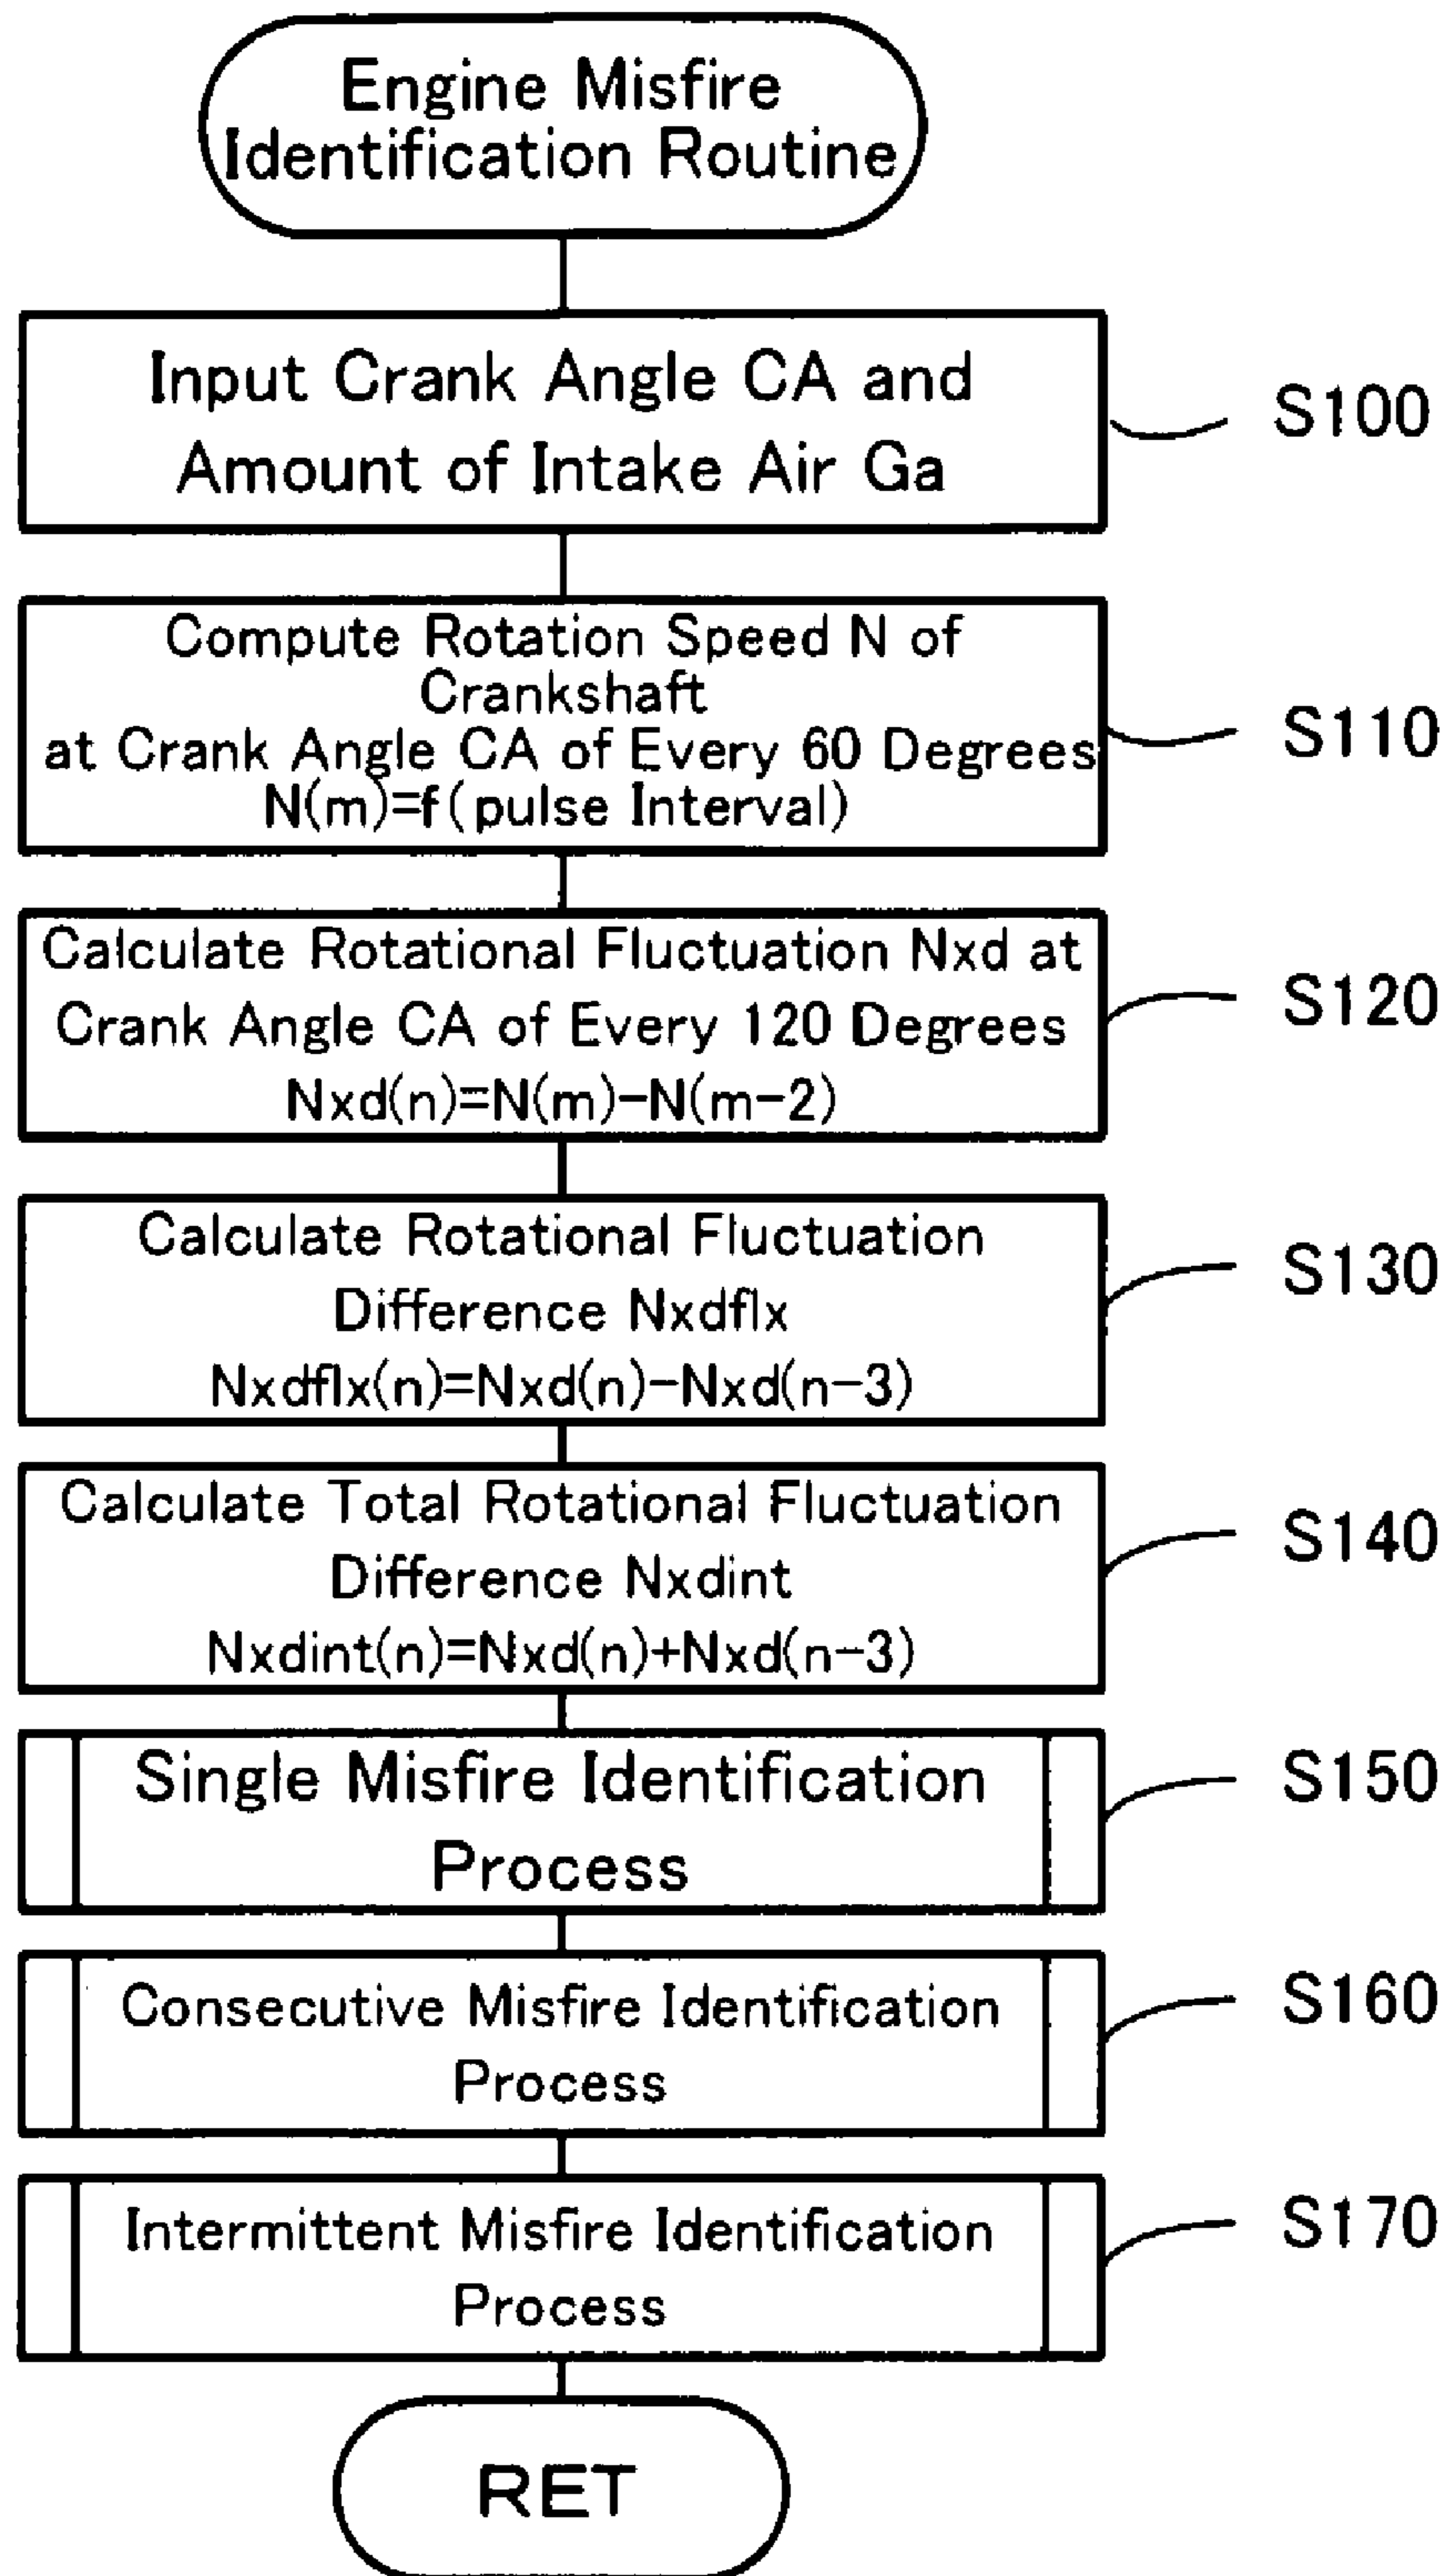 Engine Misfire
Identification Routine
Input Crank Angle CA and
Amount of Intake Air Ga
S100
Compute Rotation Speed N of
Crankshaft
at Crank Angle CA of Every 60 Degrees
N(m)=f(pulse Interval)
S110
Calculate Rotational Fluctuation Nxd at
Crank Angle CA of Every 120 Degrees
Nxd(n)=N(m)-N(m-2)
S120
Calculate Rotational Fluctuation
Difference Nxdflx
Nxdflx(n)=Nxd(n)-Nxd(n-3)
S130
Calculate Total Rotational Fluctuation
Difference Nxdint
Nxdint(n)=Nxd(n)+Nxd(n-3)
S140
Single Misfire Identification
Process
S150
Consecutive Misfire Identification
Process
S160
Intermittent Misfire Identification
Process
S170
RET